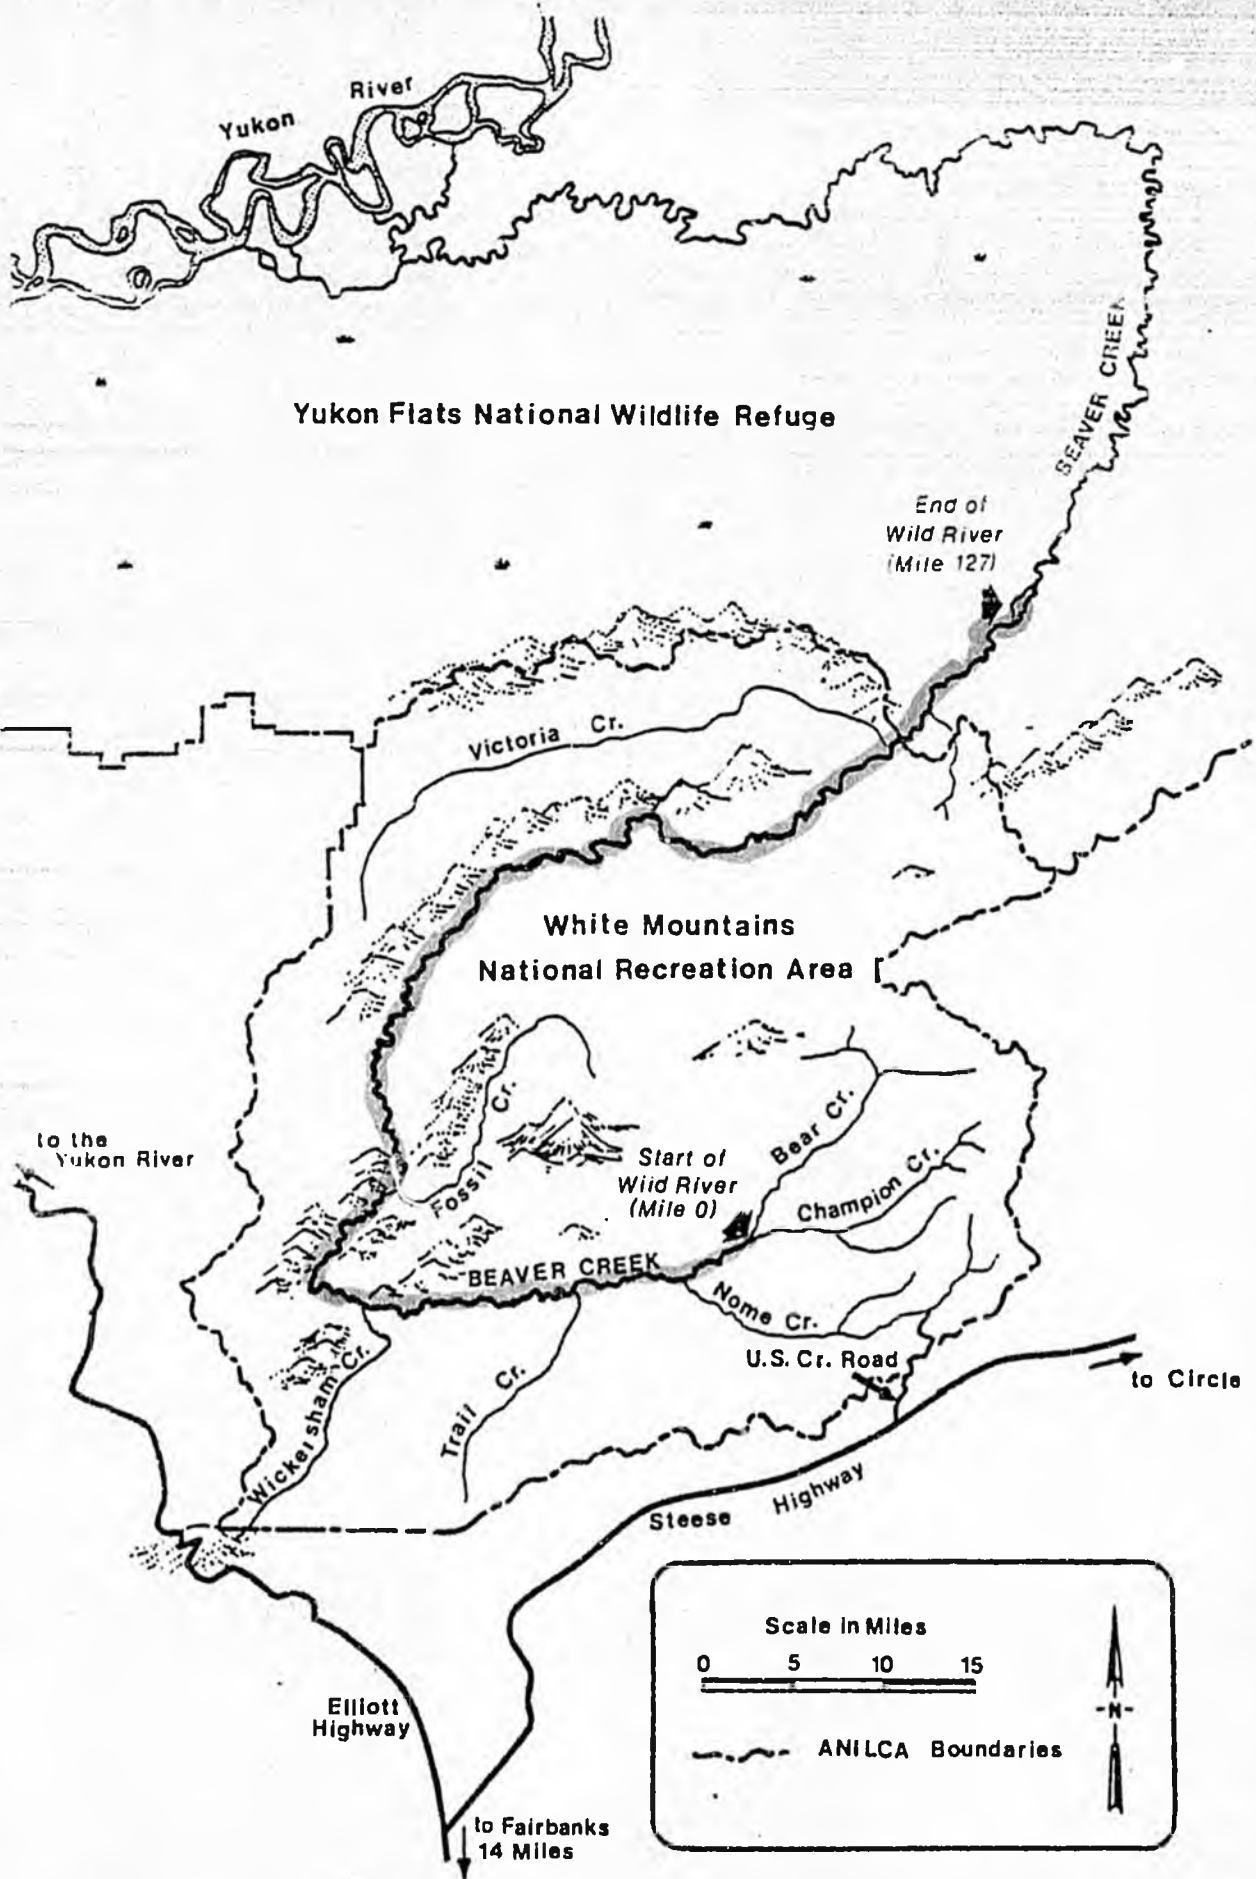 Yukon River
Yukon Flats National Wildlife Refuge
BEAVER CREEK
End of
Wild River
(Mile 127)
Victoria Cr.
White Mountains
National Recreation Area
to the
Yukon River
Fossil Cr.
Start of
Wild River
(Mile 0)
Bear Cr.
Champion Cr.
BEAVER CREEK
Nome Cr.
U.S. Cr. Road
to Circle
Wickersham Cr.
Trail Cr.
Steese Highway
Scale in Miles
0 5 10 15
ANILCA Boundaries
-N-
Elliott
Highway
to Fairbanks
14 Miles